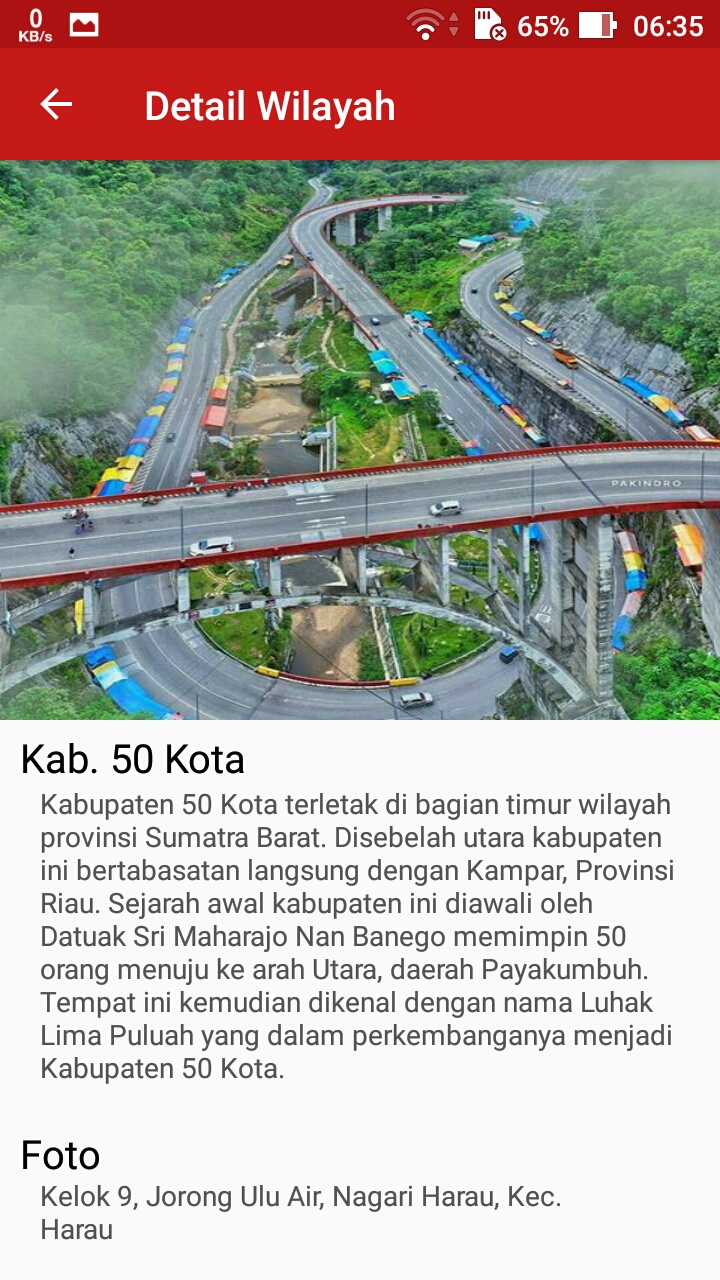 0
KB/s
65%
06:35
Detail Wilayah
PAKINDRO
Kab. 50 Kota
Kabupaten 50 Kota terletak di bagian timur wilayah
provinsi Sumatra Barat. Disebelah utara kabupaten
ini bertabasatan langsung dengan Kampar, Provinsi
Riau. Sejarah awal kabupaten ini diawali oleh
Datuak Sri Maharajo Nan Banego memimpin 50
orang menuju ke arah Utara, daerah Payakumbuh.
Tempat ini kemudian dikenal dengan nama Luhak
Lima Puluah yang dalam perkembanganya menjadi
Kabupaten 50 Kota.
Foto
Kelok 9, Jorong Ulu Air, Nagari Harau, Kec.
Harau